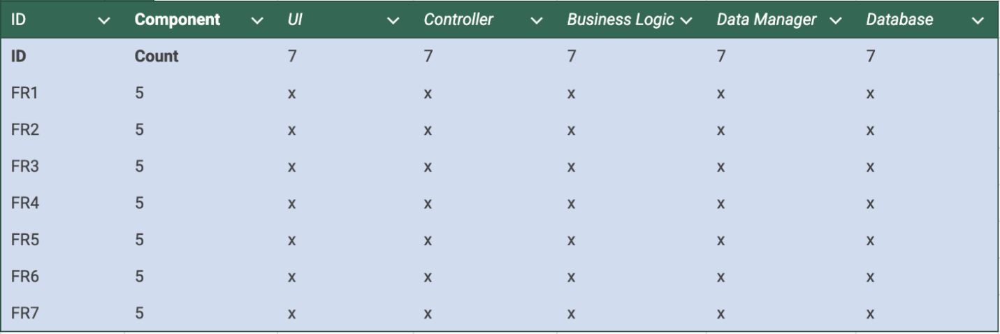 ID Component UI Controller Business Logic Data Manager Database
ID Count 7 7 7 7 7
FR1 5 x x x x x
FR2 5 x x x x x
FR3 5 x x x x x
FR4 5 x x x x x
FR5 5 x x x x x
FR6 5 x x x x x
FR7 5 x x x x x